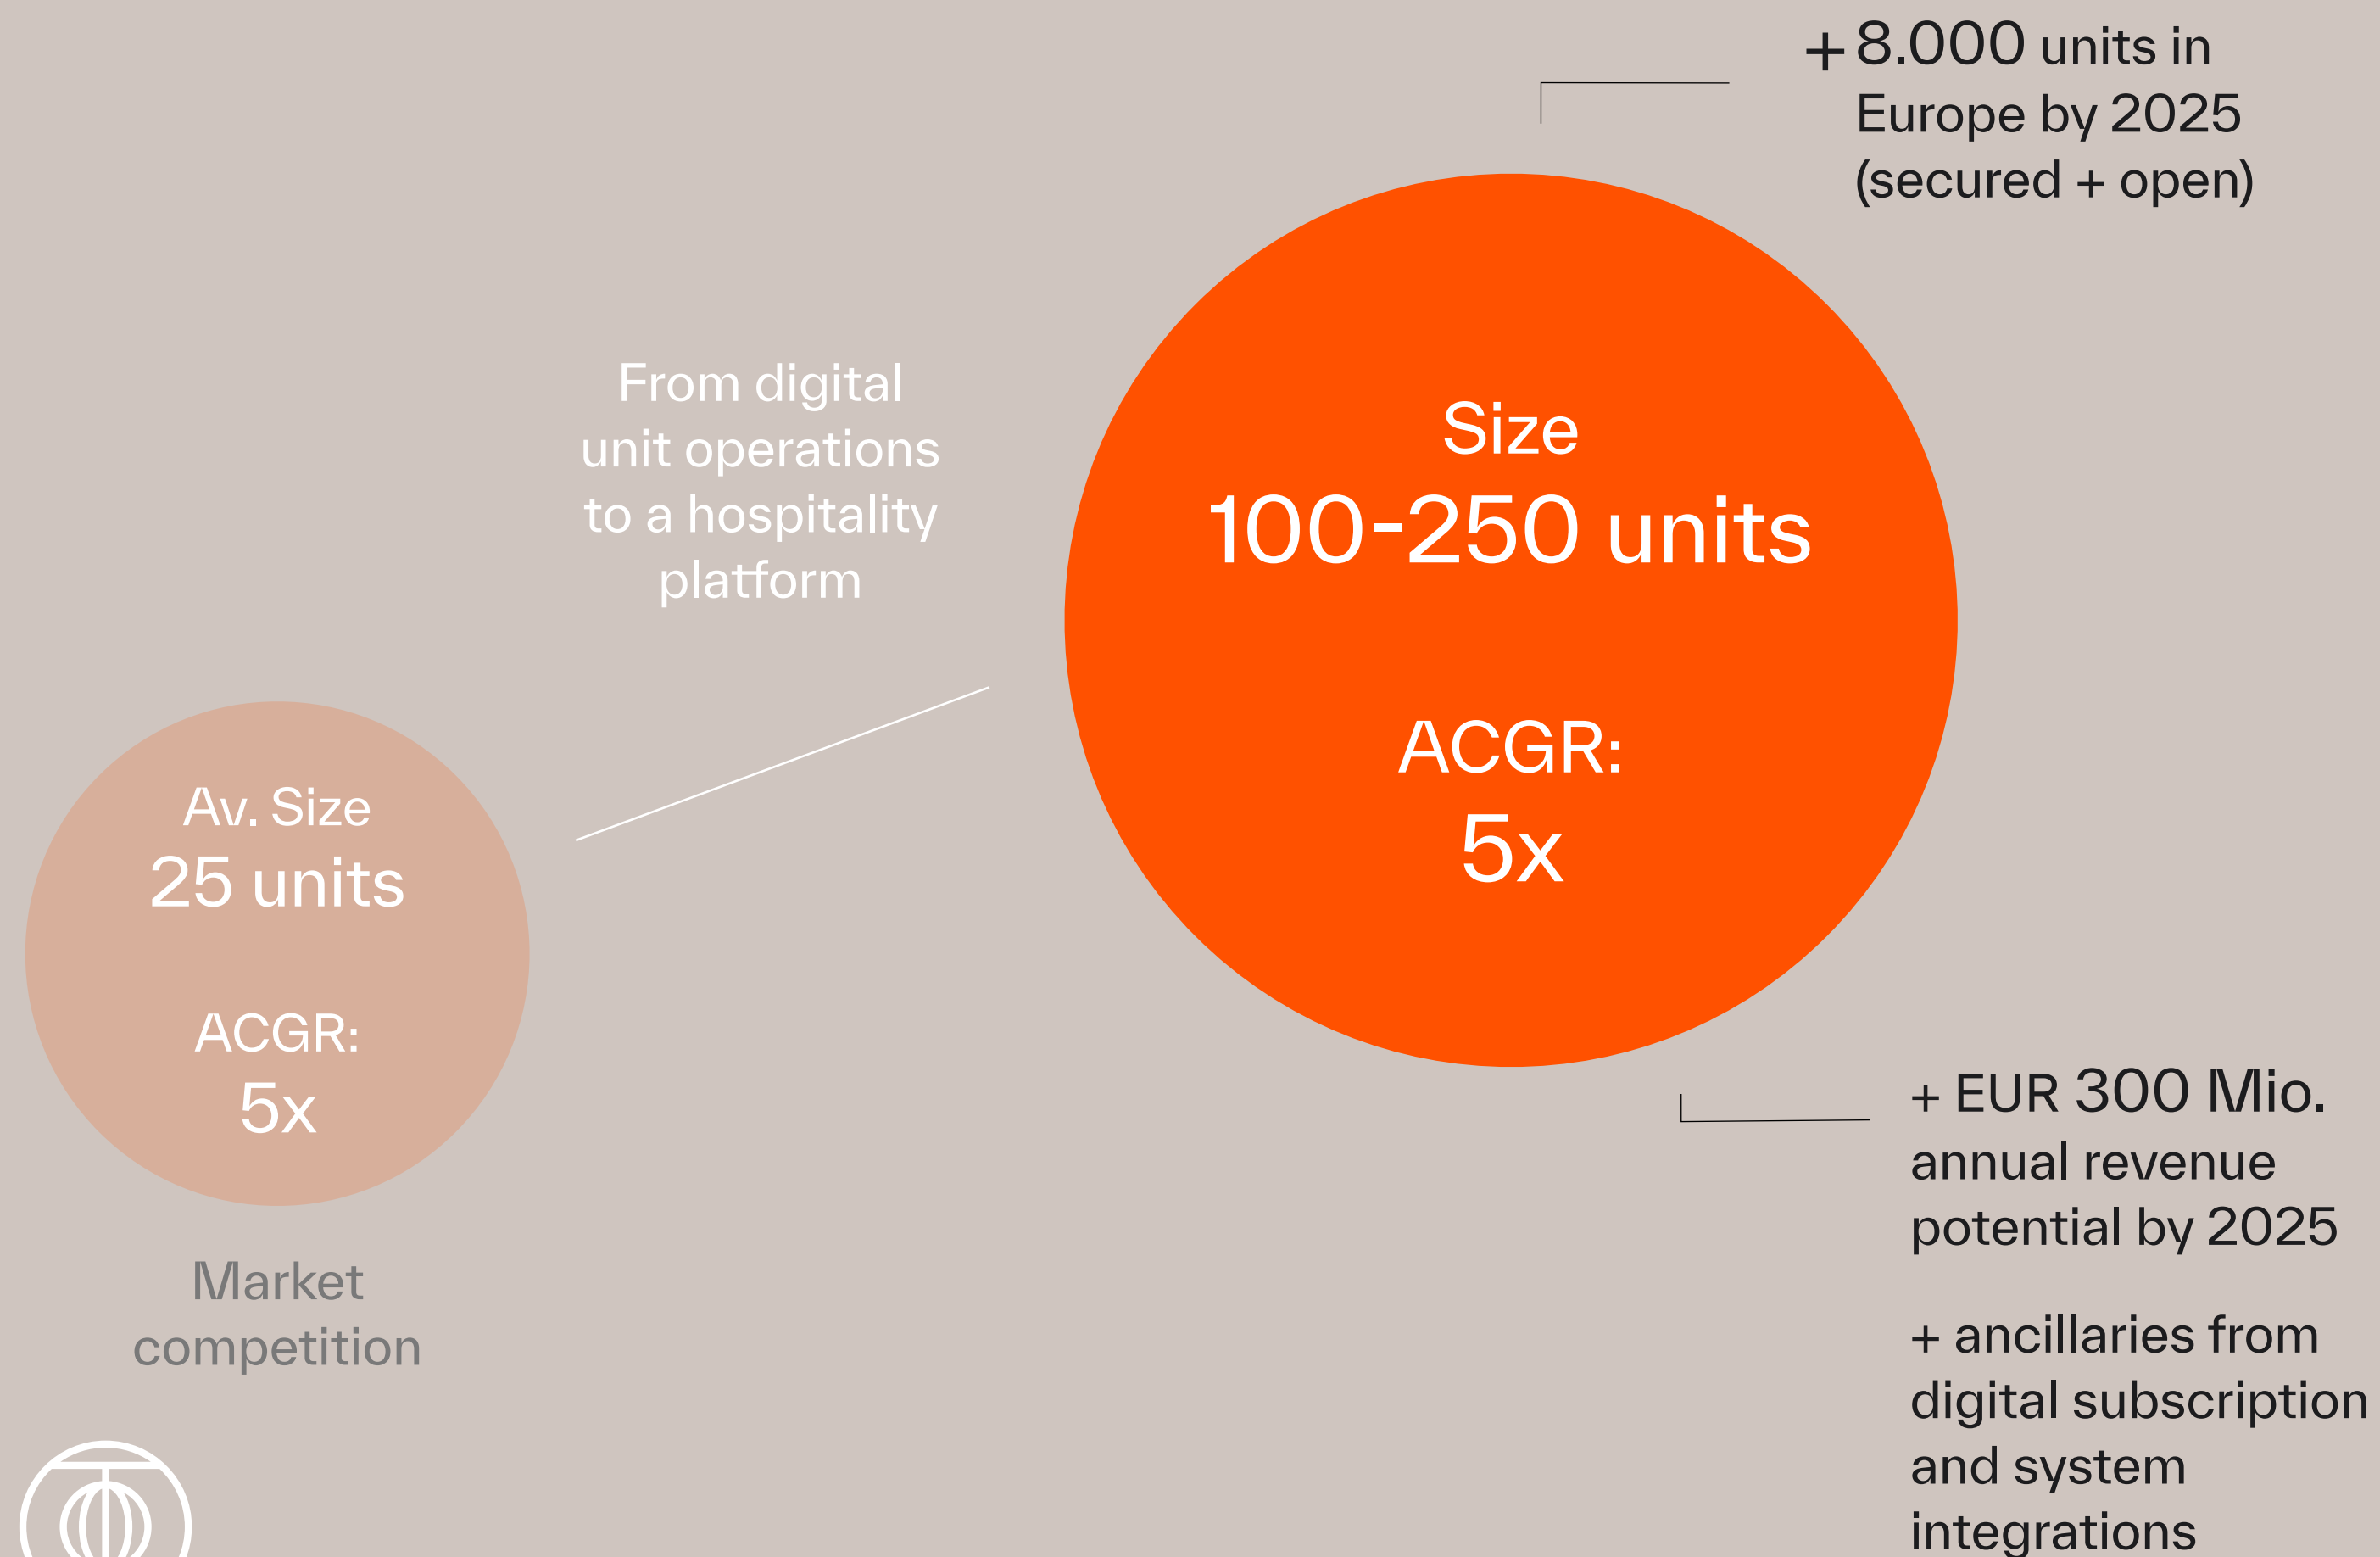 + 8.000 units in
Europe by 2025
(secured + open)
From digital
unit operations
to a hospitality
platform
Size
100-250 units
ACGR:
5x
Av. Size
25 units
ACGR:
5x
Market
competition
+ EUR 300 Mio.
annual revenue
potential by 2025
+ ancillaries from
digital subscription
and system
integrations